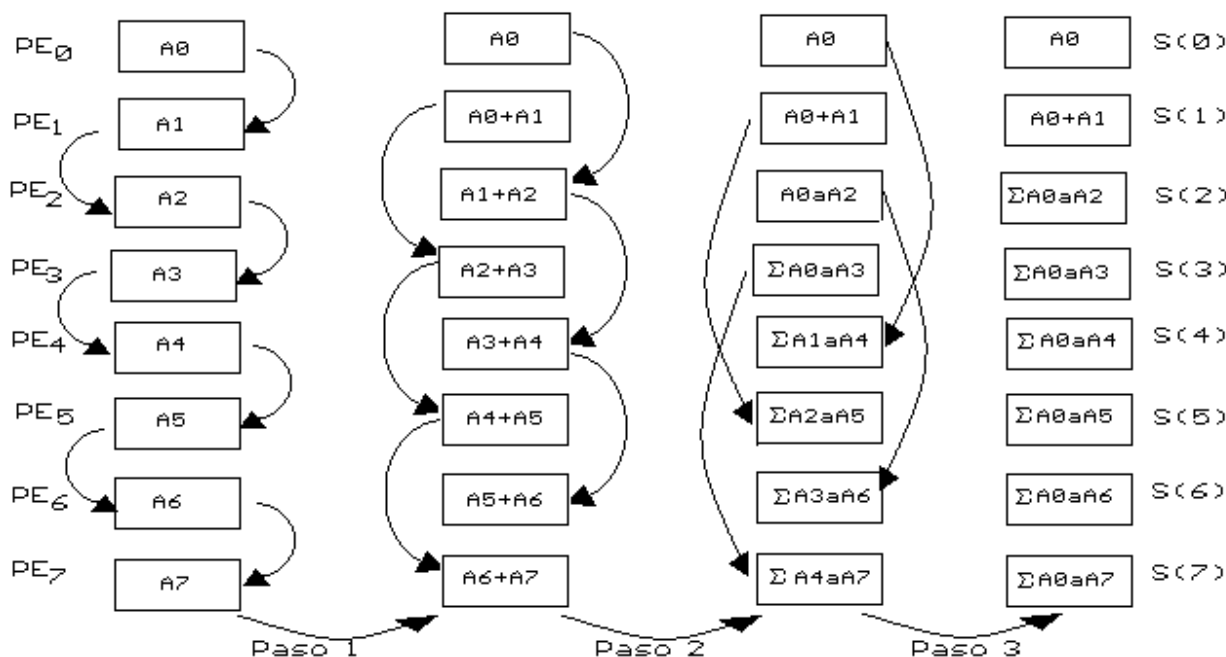 PE0 A0 A0 A0 A0 S(0)
PE1 A1 A0+A1 A0+A1 A0+A1 S(1)
PE2 A2 A1+A2 A0aA2 ΣA0aA2 S(2)
PE3 A3 A2+A3 ΣA0aA3 ΣA0aA3 S(3)
PE4 A4 A3+A4 ΣA1aA4 ΣA0aA4 S(4)
PE5 A5 A4+A5 ΣA2aA5 ΣA0aA5 S(5)
PE6 A6 A5+A6 ΣA3aA6 ΣA0aA6 S(6)
PE7 A7 A6+A7 ΣA4aA7 ΣA0aA7 S(7)
Paso 1 Paso 2 Paso 3